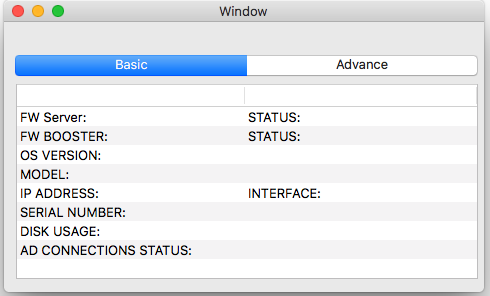 Window
Basic Advance
FW Server: STATUS:
FW BOOSTER: STATUS:
OS VERSION:
MODEL:
IP ADDRESS: INTERFACE:
SERIAL NUMBER:
DISK USAGE:
AD CONNECTIONS STATUS: